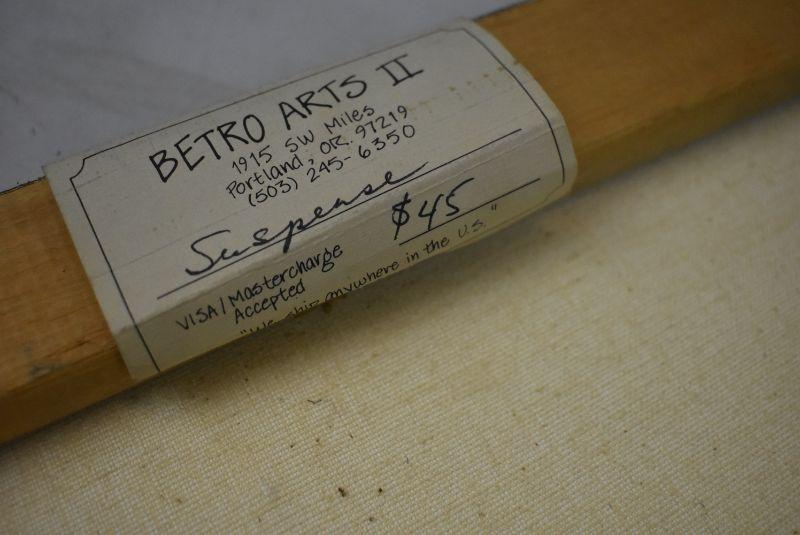 BETRO ARTS II
1915 SW Miles
Portland, OR. 97219
(503) 245-6350
Suspense $45
VISA/Mastercharge
Accepted
"We ship anywhere in the U.S."